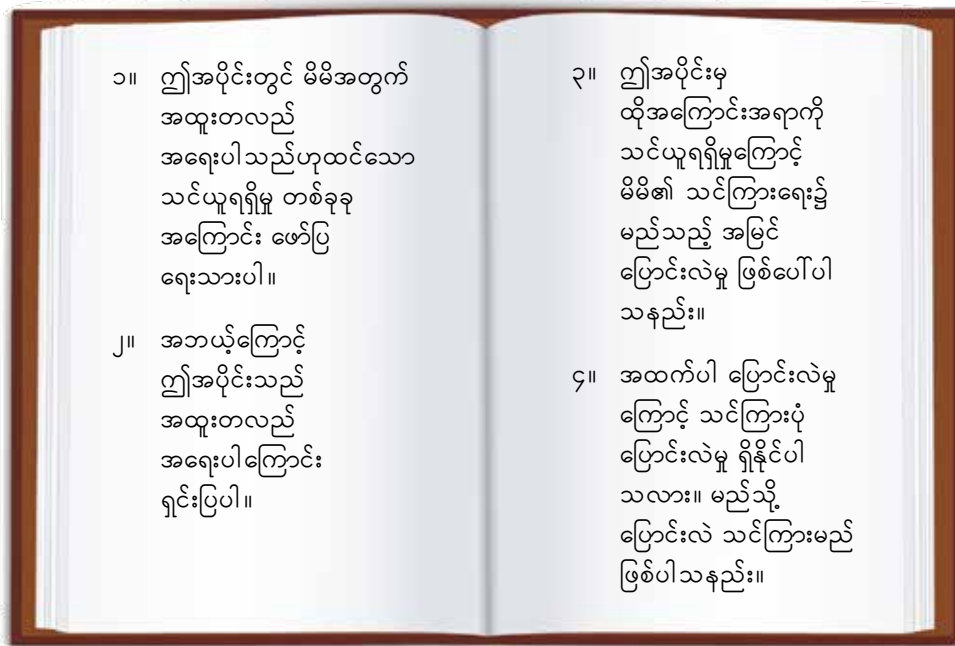 ၁။ ဤအပိုင်းတွင် မိမိအတွက်
အထူးတလည်
အရေးပါသည်ဟုထင်သော
သင်ယူရရှိမှု တစ်ခုခု
အကြောင်း ဖော်ပြ
ရေးသားပါ။
၂။ အဘယ့်ကြောင့်
ဤအပိုင်းသည်
အထူးတလည်
အရေးပါကြောင်း
ရှင်းပြပါ။
၃။ ဤအပိုင်းမှ
ထိုအကြောင်းအရာကို
သင်ယူရရှိမှုကြောင့်
မိမိ၏ သင်ကြားရေး၌
မည်သည့် အမြင်
ပြောင်းလဲမှု ဖြစ်ပေါ်ပါ
သနည်း။
၄။ အထက်ပါ ပြောင်းလဲမှု
ကြောင့် သင်ကြားပုံ
ပြောင်းလဲမှု ရှိနိုင်ပါ
သလား။ မည်သို့
ပြောင်းလဲ သင်ကြားမည်
ဖြစ်ပါသနည်း။